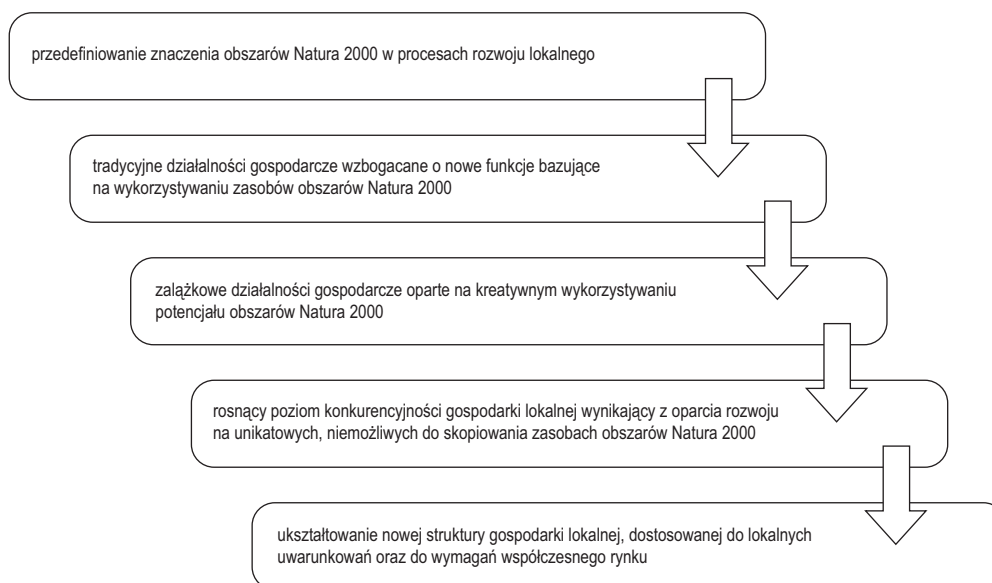 przedefiniowanie znaczenia obszarów Natura 2000 w procesach rozwoju lokalnego
tradycyjne działalności gospodarcze wzbogacane o nowe funkcje bazujące
na wykorzystywaniu zasobów obszarów Natura 2000
zalążkowe działalności gospodarcze oparte na kreatywnym wykorzystywaniu
potencjału obszarów Natura 2000
rosnący poziom konkurencyjności gospodarki lokalnej wynikający z oparcia rozwoju
na unikatowych, niemożliwych do skopiowania zasobach obszarów Natura 2000
ukształtowanie nowej struktury gospodarki lokalnej, dostosowanej do lokalnych
uwarunkowań oraz do wymagań współczesnego rynku